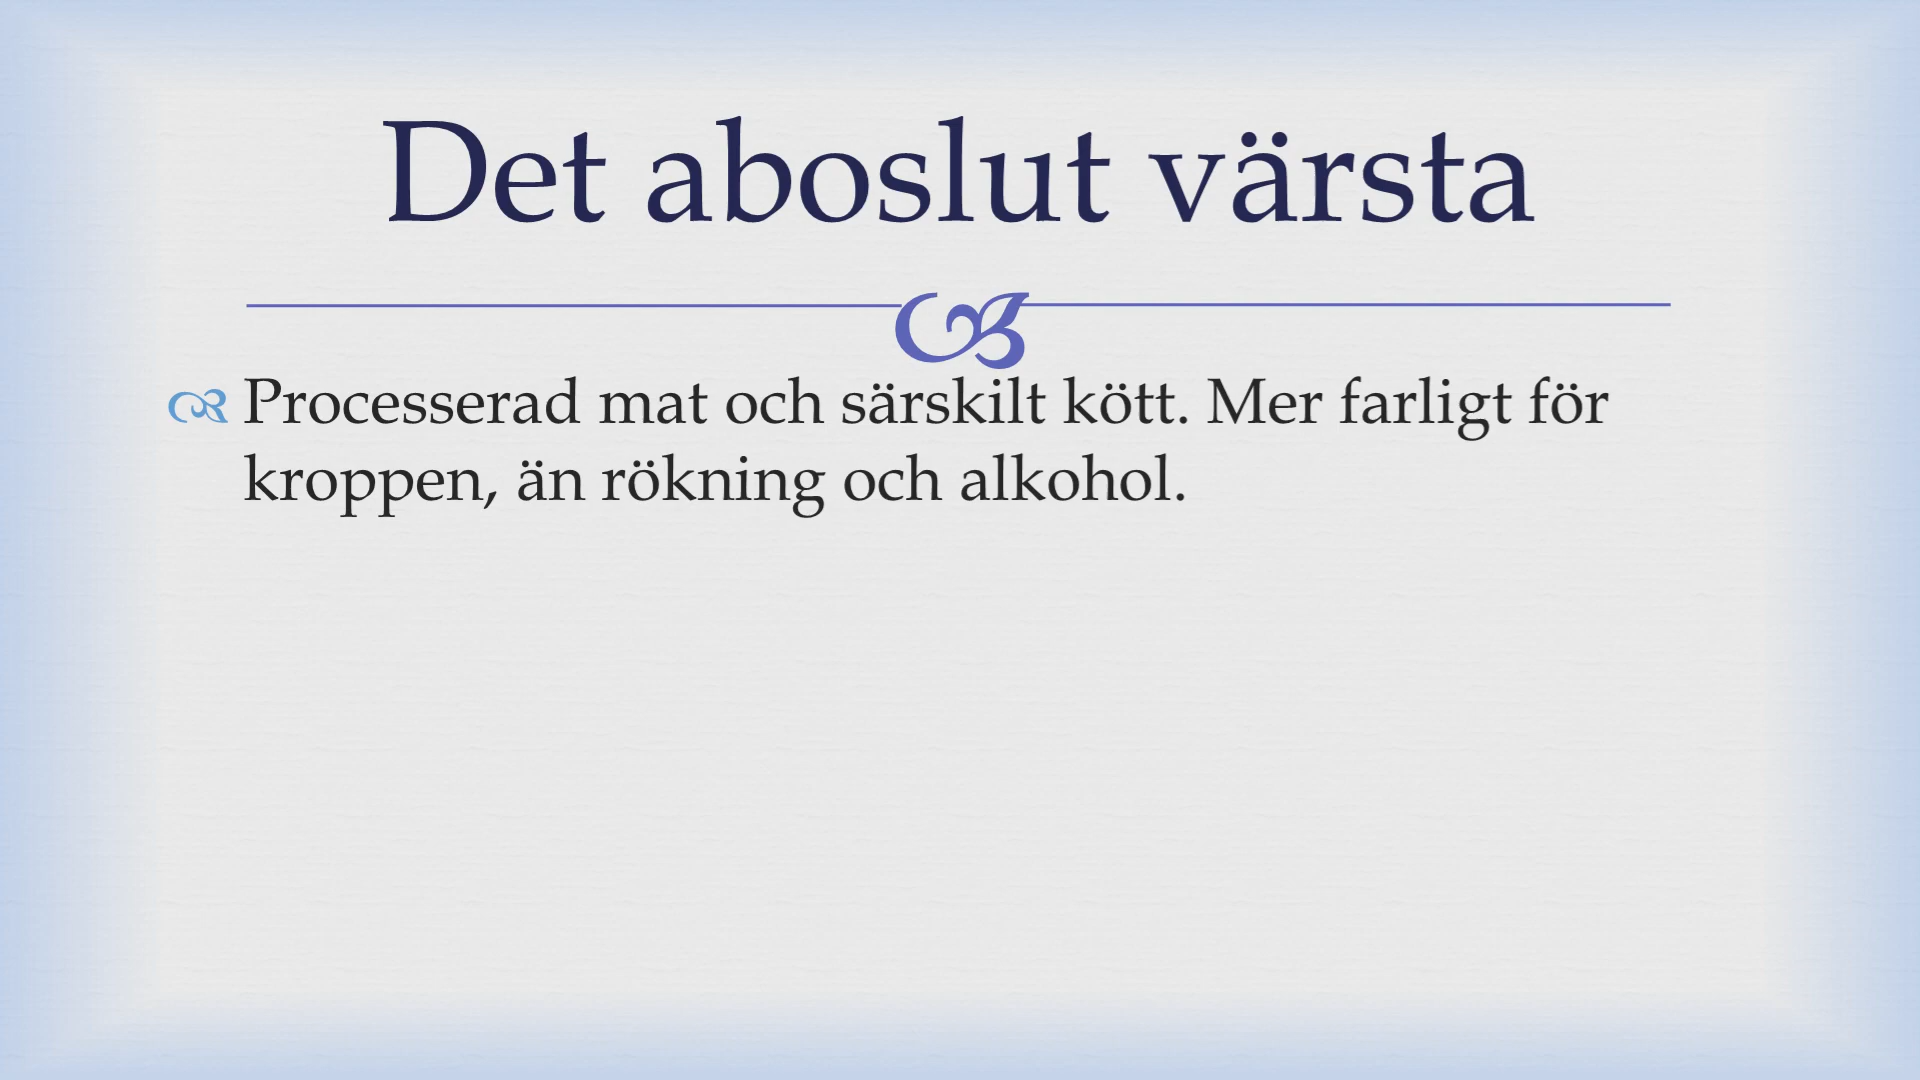 Det aboslut värsta
Processerad mat och särskilt kött. Mer farligt för
kroppen, än rökning och alkohol.